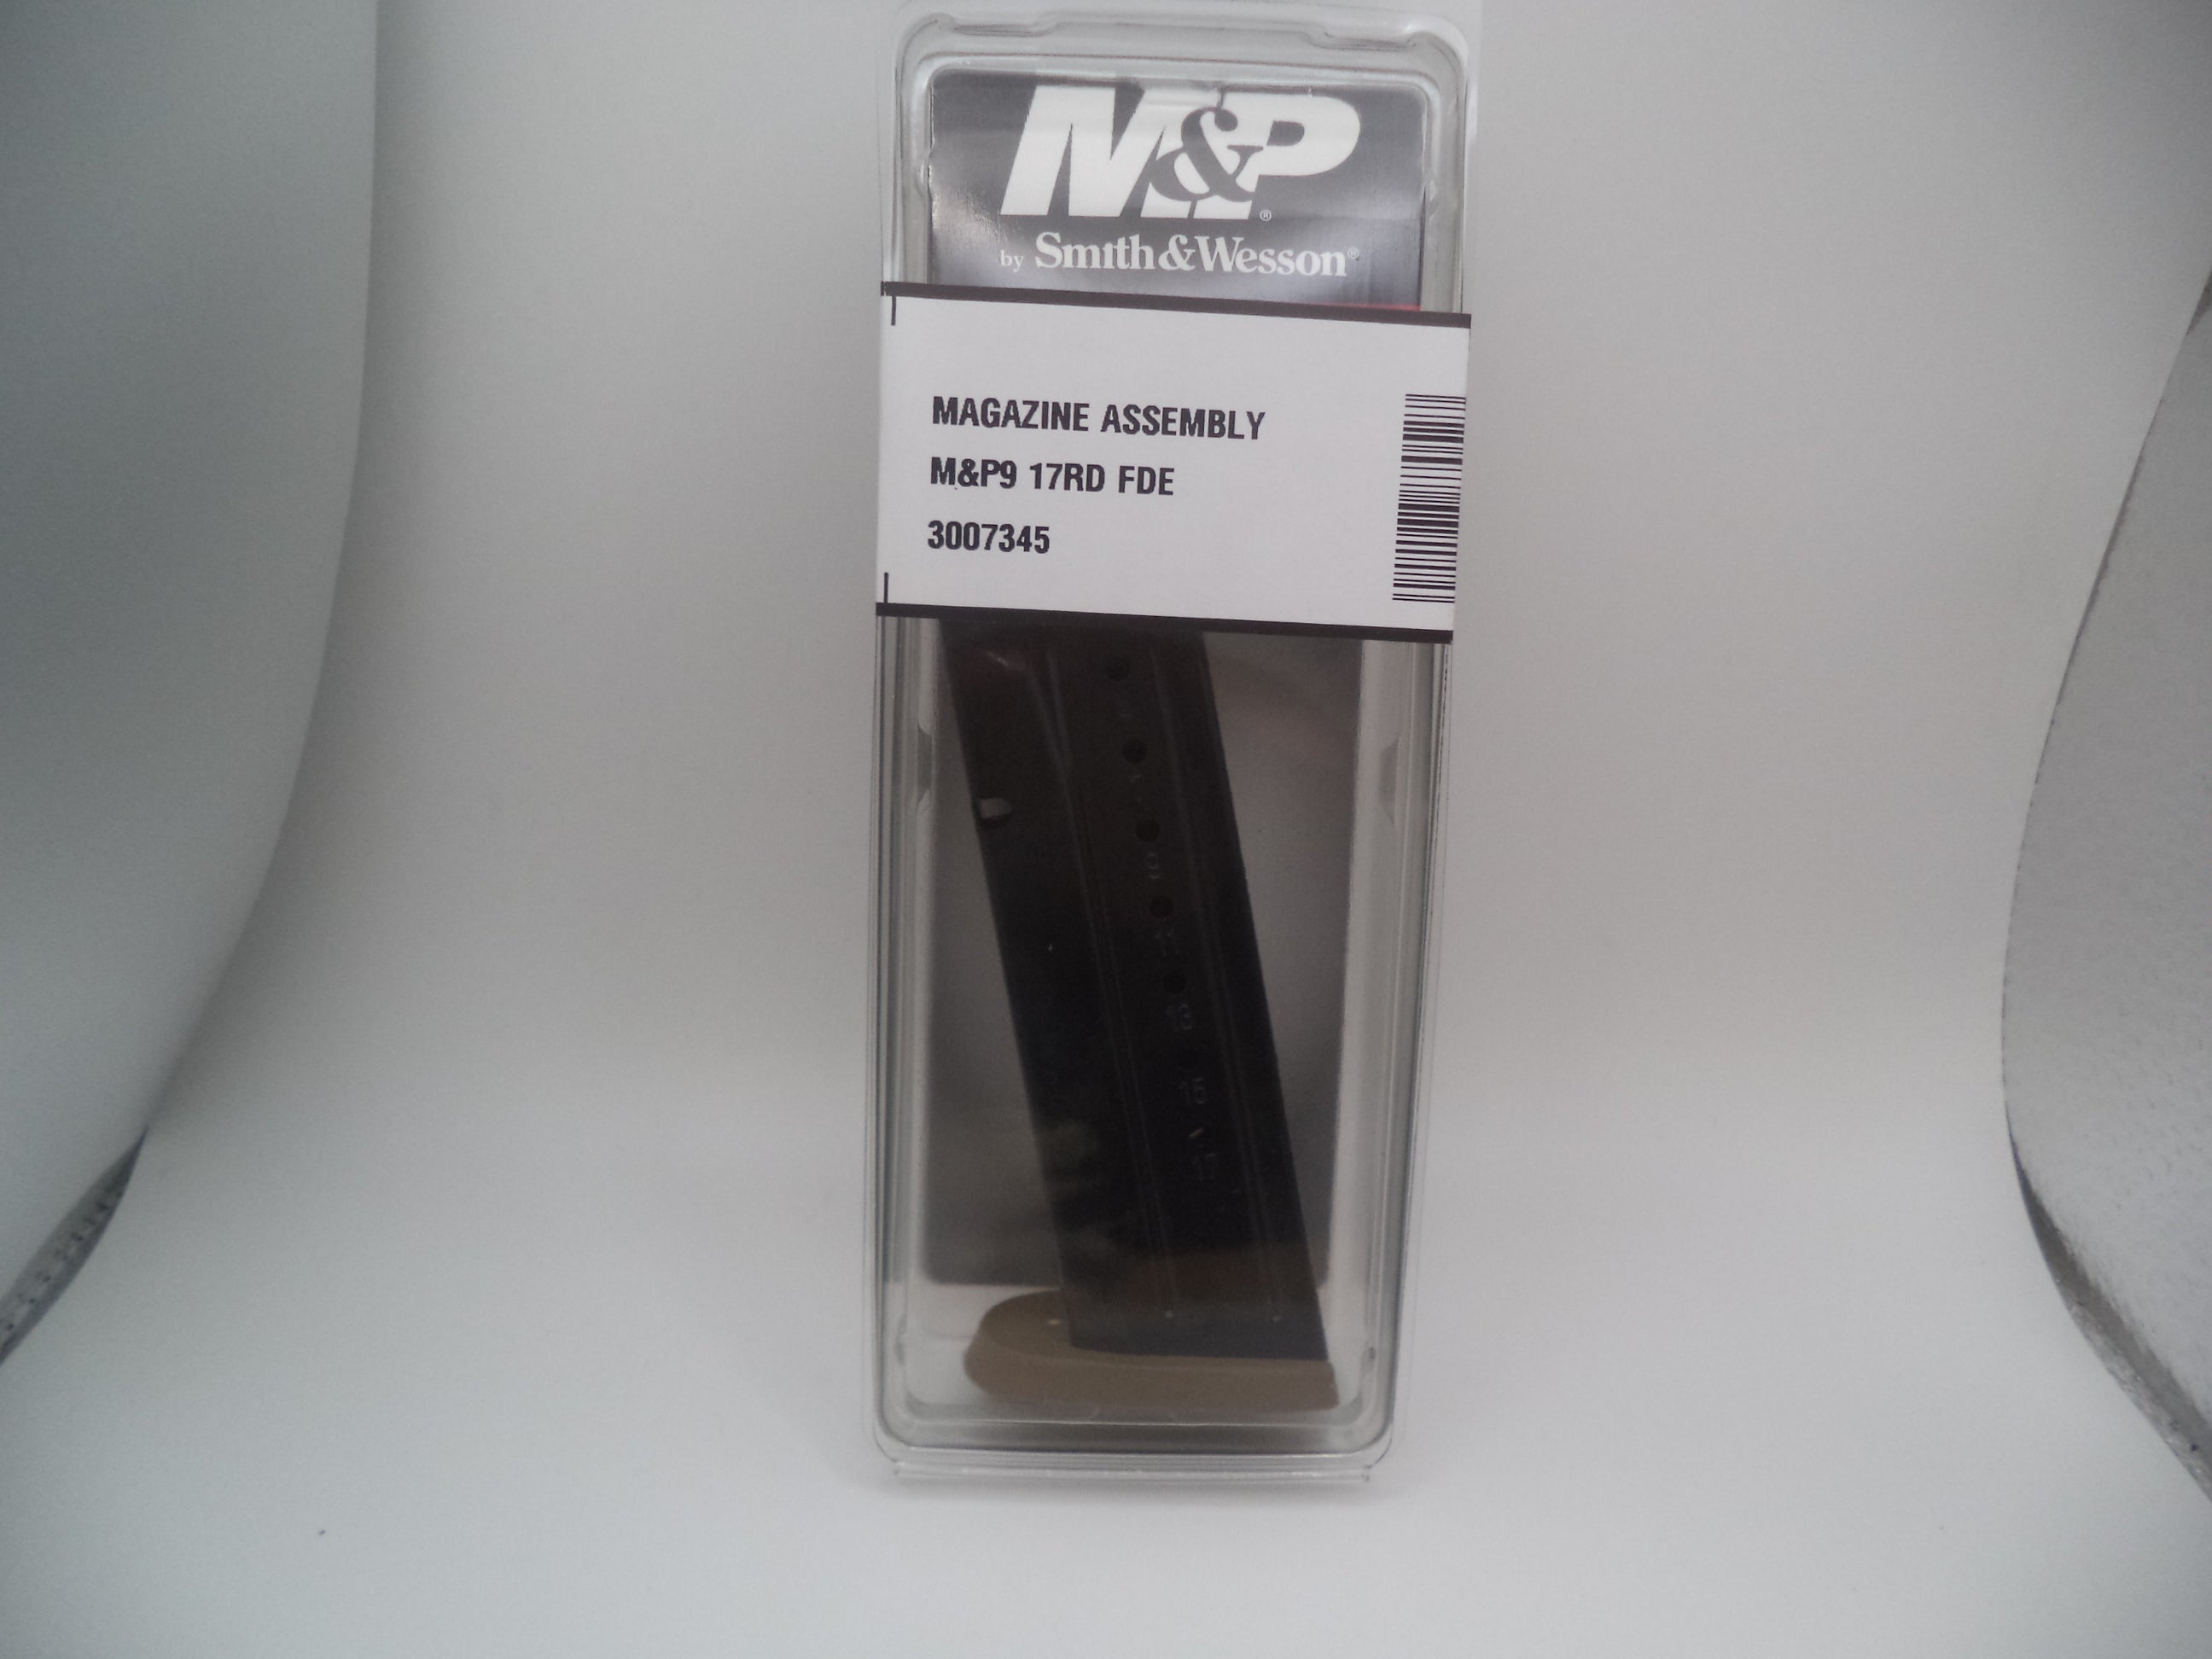 M&P®
by Smith&Wesson®
MAGAZINE ASSEMBLY
M&P9 17RD FDE
3007345